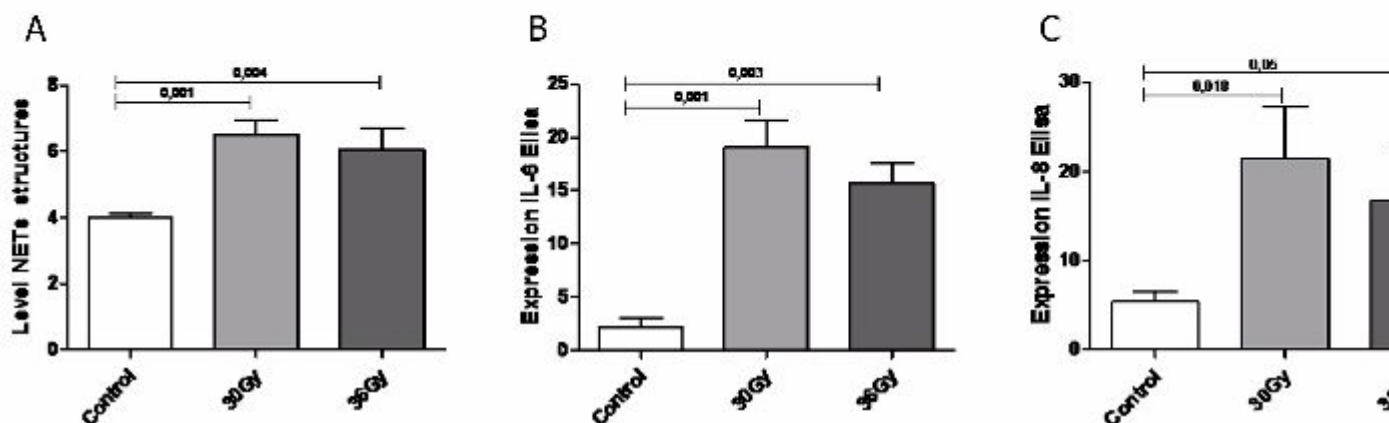 A
0,004
0,001
8
6
4
2
0
Level NETs structures
Control
30Gy
36Gy
B
0,003
0,001
25
20
15
10
5
0
Expression IL-6 Elisa
Control
30Gy
36Gy
C
0,05
0,018
30
20
10
0
Expression IL-8 Elisa
Control
30Gy